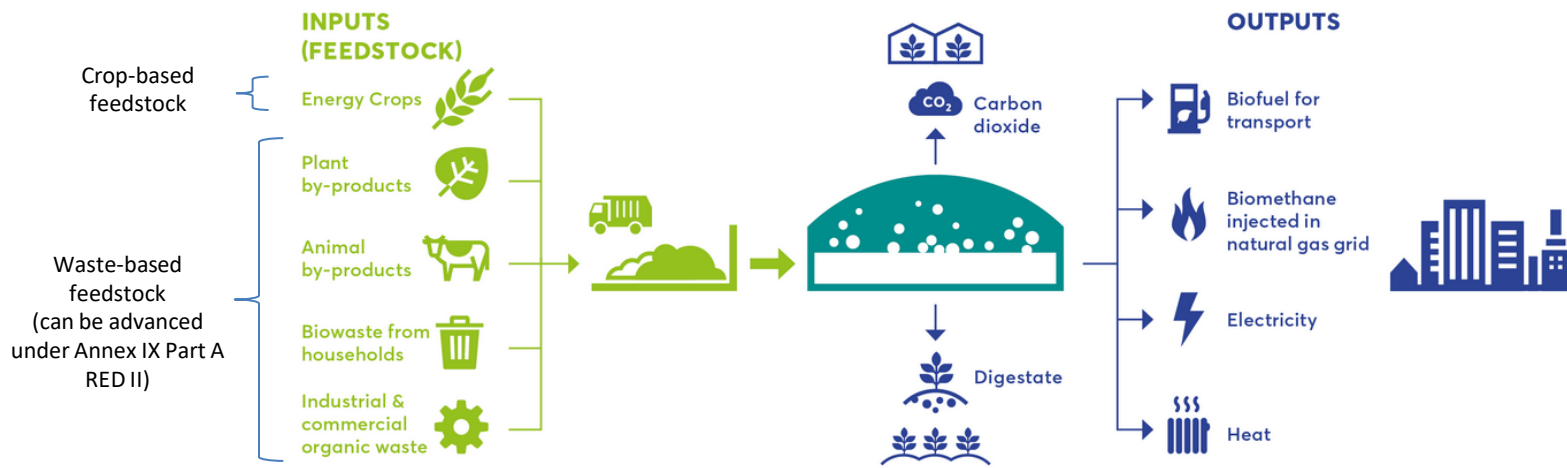 INPUTS
(FEEDSTOCK)
Crop-based
feedstock
Energy Crops
Waste-based
feedstock
(can be advanced
under Annex IX Part A
RED II)
Plant
by-products
Animal
by-products
Biowaste from
households
Industrial &
commercial
organic waste
CO2
Carbon
dioxide
Digestate
OUTPUTS
Biofuel for
transport
Biomethane
injected in
natural gas grid
Electricity
Heat